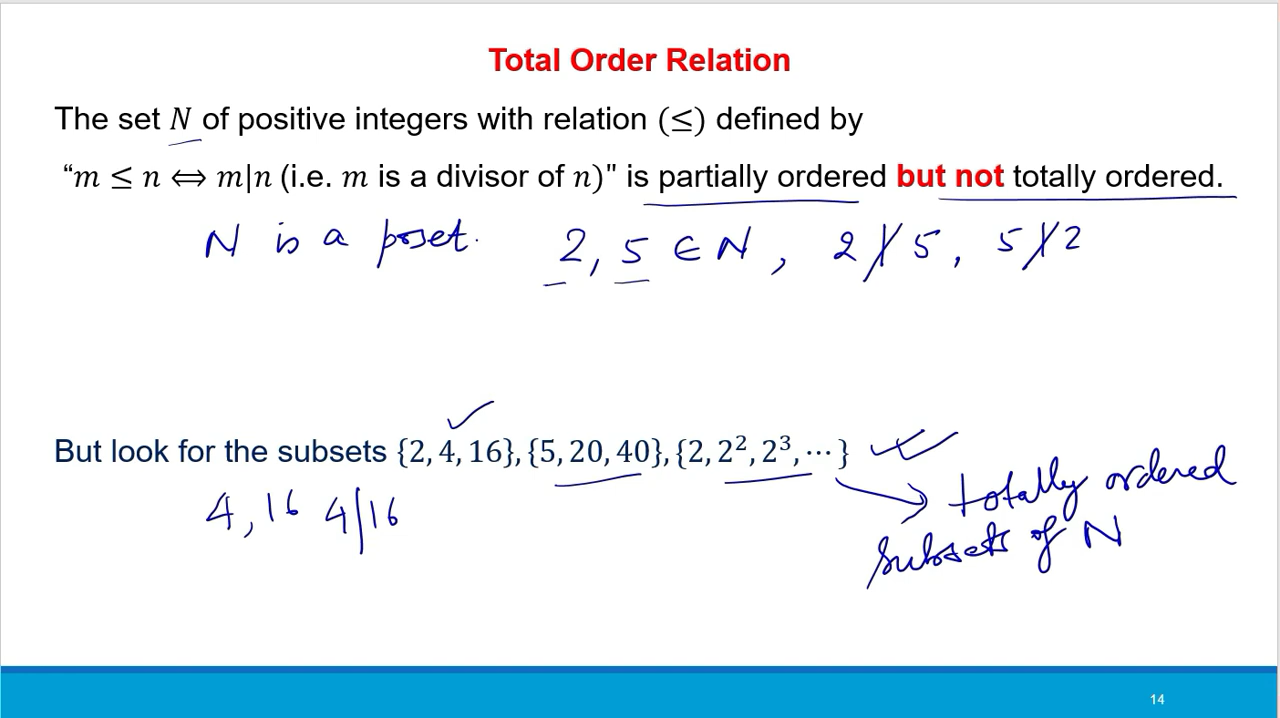 Total Order Relation
The set N of positive integers with relation (≤) defined by
“m ≤ n ⇔ m|n (i.e. m is a divisor of n)" is partially ordered but not totally ordered.
N is a poset. 2, 5 ∈ N, 2∤5, 5∤2
But look for the subsets {2, 4, 16}, {5, 20, 40}, {2, 2², 2³, ⋯ }
4, 16 4|16
→ totally ordered
subsets of N
14